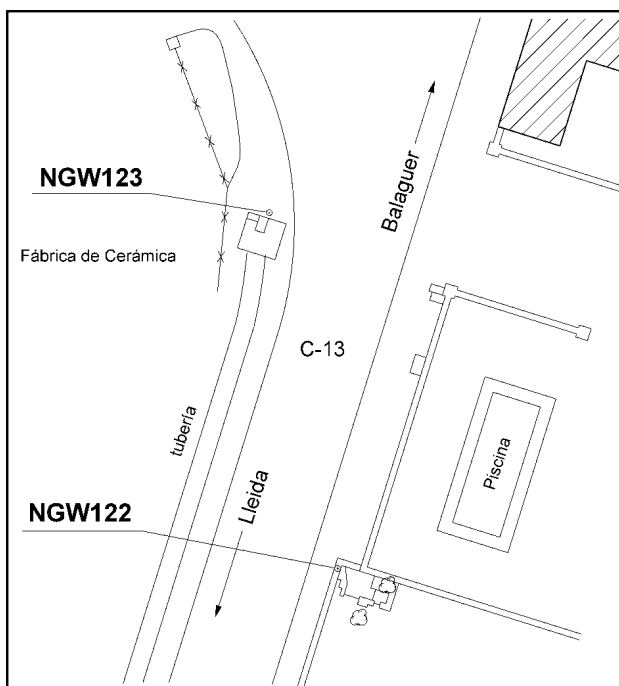 NGW123
Balaguer
Fábrica de Cerámica
C-13
tubería
Lleida
Piscina
NGW122